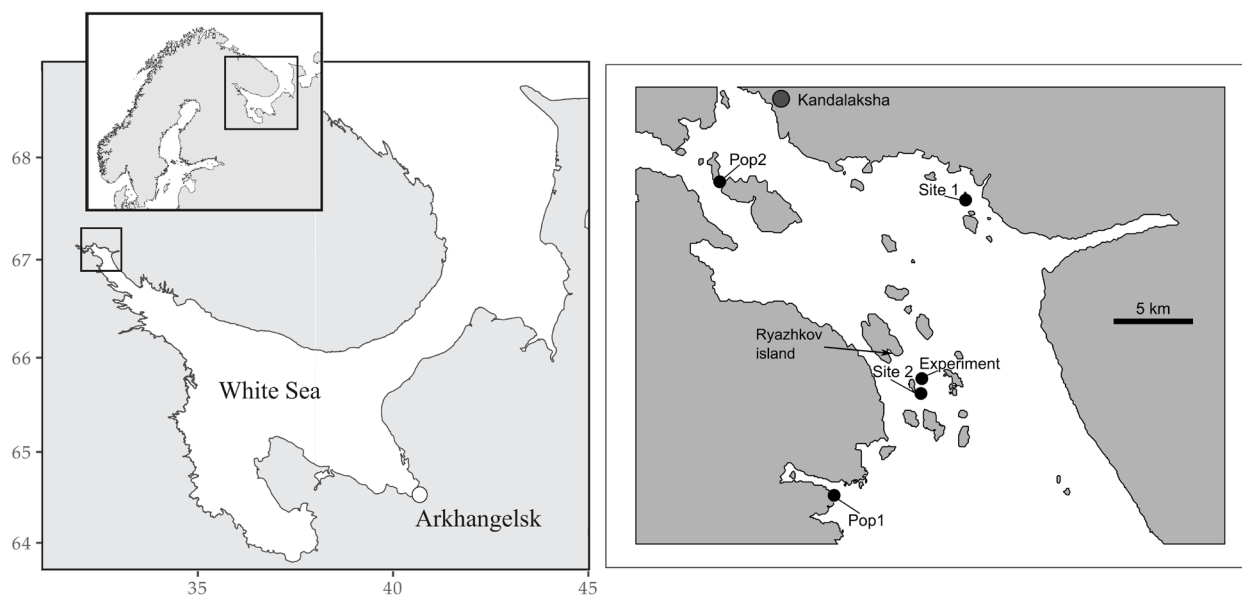 68
67
66
65
64
35
40
45
White Sea
Arkhangelsk
Kandalaksha
Pop2
Site 1
5 km
Ryazhkov
island
Experiment
Site 2
Pop1